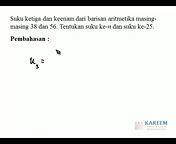 Suku ketiga dan keenam dari barisan aritmetika masing-
masing 38 dan 56. Tentukan suku ke-n dan suku ke-25.
Pembahasan :
u₃ =
KAREEM